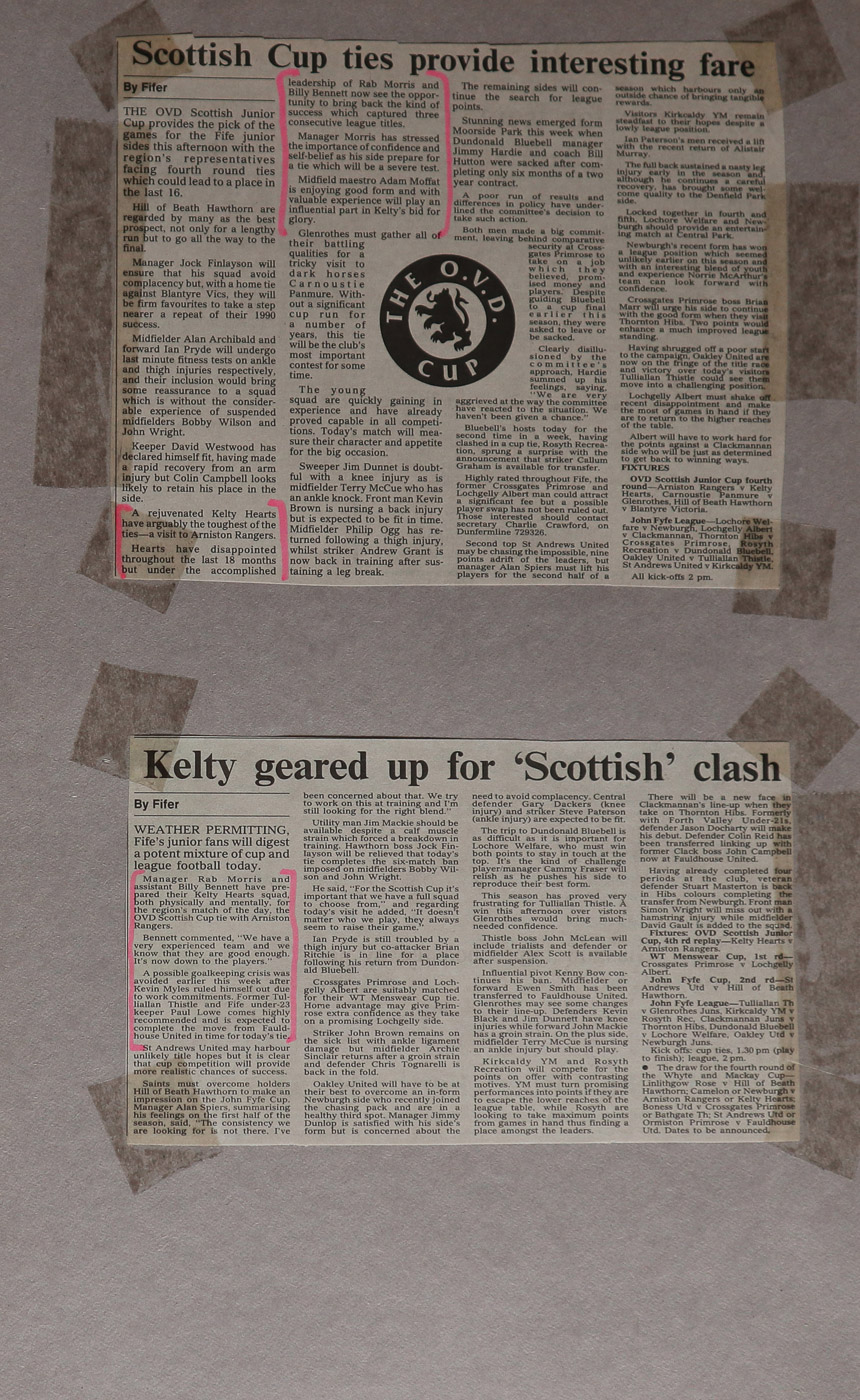 Scottish Cup ties provide interesting fare
By Fifer
THE OVD Scottish Junior
Cup provides the pick of the
games for the Fife junior
sides this afternoon with the
region's representatives
facing fourth round ties
which could lead to a place in
the last 16.
Hill of Beath Hawthorn are
regarded by many as the best
prospect, not only for a lengthy
run but to go all the way to the
final.
Manager Jock Finlayson will
ensure that his squad avoid
complacency but, with a home tie
against Blantyre Vics, they will
be firm favourites to take a step
nearer a repeat of their 1990
success.
Midfielder Alan Archibald and
forward Ian Pryde will undergo
last minute fitness tests on ankle
and thigh injuries respectively,
and their inclusion would bring
some reassurance to a squad
which is without the consider-
able experience of suspended
midfielders Bobby Wilson and
John Wright.
Keeper David Westwood has
declared himself fit, having made
a rapid recovery from an arm
injury but Colin Campbell looks
likely to retain his place in the
side.
A rejuvenated Kelty Hearts
have arguably the toughest of the
ties—a visit to Arniston Rangers.
Hearts have disappointed
throughout the last 18 months
but under the accomplished
leadership of Rab Morris and
Billy Bennett now see the oppor-
tunity to bring back the kind of
success which captured three
consecutive league titles.
Manager Morris has stressed
the importance of confidence and
self-belief as his side prepare for
a tie which will be a severe test.
Midfield maestro Adam Moffat
is enjoying good form and with
valuable experience will play an
influential part in Kelty's bid for
glory.
Glenrothes must gather all of
their battling
qualities for a
tricky visit to
dark horses
Carnoustie
Panmure. With-
out a significant
cup run for
a number of
years, this tie
will be the club's
most important
contest for some
time.
The young
squad are quickly gaining in
experience and have already
proved capable in all competi-
tions. Today's match will mea-
sure their character and appetite
for the big occasion.
Sweeper Jim Dunnet is doubt-
ful with a knee injury as is
midfielder Terry McCue who has
an ankle knock. Front man Kevin
Brown is nursing a back injury
but is expected to be fit in time.
Midfielder Philip Ogg has re-
turned following a thigh injury,
whilst striker Andrew Grant is
now back in training after sus-
taining a leg break.
THE O.V.D.
CUP
The remaining sides will con-
tinue the search for league
points.
Stunning news emerged form
Moorside Park this week when
Dundonald Bluebell manager
Jimmy Hardie and coach Bill
Hutton were sacked after com-
pleting only six months of a two
year contract.
A poor run of results and
differences in policy have under-
lined the committee's decision to
take such action.
Both men made a big commit-
ment, leaving behind comparative
security at Cross-
gates Primrose to
take on a job
which they
believed, prom-
ised money and
players. Despite
guiding Bluebell
to a cup final
earlier this
season, they were
asked to leave or
be sacked.
Clearly disillu-
sioned by the
committee's
approach, Hardie
summed up his
feelings, saying,
"We are very
aggrieved at the way the committee
have reacted to the situation. We
haven't been given a chance."
Bluebell's hosts today for the
second time in a week, having
clashed in a cup tie, Rosyth Recrea-
tion, sprung a surprise with the
announcement that striker Callum
Graham is available for transfer.
Highly rated throughout Fife, the
former Crossgates Primrose and
Lochgelly Albert man could attract
a significant fee but a possible
player swap has not been ruled out.
Those interested should contact
secretary Charlie Crawford, on
Dunfermline 729326.
Second top St Andrews United
may be chasing the impossible, nine
points adrift of the leaders, but
manager Alan Spiers must lift his
players for the second half of a
season which harbours only an
outside chance of bringing tangible
rewards.
Visitors Kirkcaldy YM remain
steadfast to their hopes despite a
lowly league position.
Ian Paterson's men received a lift
with the recent return of Alistair
Murray.
The full back sustained a nasty leg
injury early in the season and,
although he continues a careful
recovery, has brought some wel-
come quality to the Denfield Park
side.
Locked together in fourth and
fifth, Lochore Welfare and New-
burgh should provide an entertain-
ing match at Central Park.
Newburgh's recent form has won
a league position which seemed
unlikely earlier on this season and
with an interesting blend of youth
and experience Norrie McArthur's
team can look forward with
confidence.
Crossgates Primrose boss Brian
Marr will urge his side to continue
with the good form when they visit
Thornton Hibs. Two points would
enhance a much improved league
standing.
Having shrugged off a poor start
to the campaign, Oakley United are
now on the fringe of the title race
and victory over today's visitors
Tulliallan Thistle could see them
move into a challenging position.
Lochgelly Albert must shake off
recent disappointment and make
the most of games in hand if they
are to return to the higher reaches
of the table.
Albert will have to work hard for
the points against a Clackmannan
side who will be just as determined
to get back to winning ways.
FIXTURES
OVD Scottish Junior Cup fourth
round—Arniston Rangers v Kelty
Hearts, Carnoustie Panmure v
Glenrothes, Hill of Beath Hawthorn
v Blantyre Victoria.
John Fyfe League—Lochore Wel-
fare v Newburgh, Lochgelly Albert
v Clackmannan, Thornton Hibs v
Crossgates Primrose, Rosyth
Recreation v Dundonald Bluebell,
Oakley United v Tulliallan Thistle,
St Andrews United v Kirkcaldy YM.
All kick-offs 2 pm.
Kelty geared up for 'Scottish' clash
By Fifer
WEATHER PERMITTING,
Fife's junior fans will digest
a potent mixture of cup and
league football today.
Manager Rab Morris and
assistant Billy Bennett have pre-
pared their Kelty Hearts squad,
both physically and mentally, for
the region's match of the day, the
OVD Scottish Cup tie with Arniston
Rangers.
Bennett commented, "We have a
very experienced team and we
know that they are good enough.
It's now down to the players."
A possible goalkeeping crisis was
avoided earlier this week after
Kevin Myles ruled himself out due
to work commitments. Former Tul-
liallan Thistle and Fife under-23
keeper Paul Lowe comes highly
recommended and is expected to
complete the move from Fauld-
house United in time for today's tie.
St Andrews United may harbour
unlikely title hopes but it is clear
that cup competition will provide
more realistic chances of success.
Saints must overcome holders
Hill of Beath Hawthorn to make an
impression on the John Fyfe Cup.
Manager Alan Spiers, summarising
his feelings on the first half of the
season, said, "The consistency we
are looking for is not there. I've
been concerned about that. We try
to work on this at training and I'm
still looking for the right blend."
Utility man Jim Mackie should be
available despite a calf muscle
strain which forced a breakdown in
training. Hawthorn boss Jock Fin-
layson will be relieved that today's
tie completes the six-match ban
imposed on midfielders Bobby Wil-
son and John Wright.
He said, "For the Scottish Cup it's
important that we have a full squad
to choose from," and regarding
today's visit he added, "It doesn't
matter who we play, they always
seem to raise their game."
Ian Pryde is still troubled by a
thigh injury but co-attacker Brian
Ritchie is in line for a place
following his return from Dundon-
ald Bluebell.
Crossgates Primrose and Loch-
gelly Albert are suitably matched
for their WT Menswear Cup tie.
Home advantage may give Prim-
rose extra confidence as they take
on a promising Lochgelly side.
Striker John Brown remains on
the sick list with ankle ligament
damage but midfielder Archie
Sinclair returns after a groin strain
and defender Chris Tognarelli is
back in the fold.
Oakley United will have to be at
their best to overcome an in-form
Newburgh side who recently joined
the chasing pack and are in a
healthy third spot. Manager Jimmy
Dunlop is satisfied with his side's
form but is concerned about the
need to avoid complacency. Central
defender Gary Dackers (knee
injury) and striker Steve Paterson
(ankle injury) are expected to be fit.
The trip to Dundonald Bluebell is
as difficult as it is important for
Lochore Welfare, who must win
both points to stay in touch at the
top. It's the kind of challenge
player/manager Cammy Fraser will
relish as he pushes his side to
reproduce their best form.
This season has proved very
frustrating for Tulliallan Thistle. A
win this afternoon over vistors
Glenrothes would bring much-
needed confidence.
Thistle boss John McLean will
include trialists and defender or
midfielder Alex Scott is available
after suspension.
Influential pivot Kenny Bow con-
tinues his ban. Midfielder or
forward Ewen Smith has been
transferred to Fauldhouse United.
Glenrothes may see some changes
to their line-up. Defenders Kevin
Black and Jim Dunnett have knee
injuries while forward John Mackie
has a groin strain. On the plus side,
midfielder Terry McCue is nursing
an ankle injury but should play.
Kirkcaldy YM and Rosyth
Recreation will compete for the
points on offer with contrasting
motives. YM must turn promising
performances into points if they are
to escape the lower reaches of the
league table, while Rosyth are
looking to take maximum points
from games in hand thus finding a
place amongst the leaders.
There will be a new face in
Clackmannan's line-up when they
take on Thornton Hibs. Formerly
with Forth Valley Under-21s,
defender Jason Docharty will make
his debut. Defender Colin Reid has
been transferred linking up with
former Clack boss John Campbell
now at Fauldhouse United.
Having already completed four
periods at the club, veteran
defender Stuart Masterton is back
in Hibs colours completing the
transfer from Newburgh. Front man
Simon Wright will miss out with a
hamstring injury while midfielder
David Gault is added to the squad.
Fixtures: OVD Scottish Junior
Cup, 4th rd replay—Kelty Hearts v
Arniston Rangers.
WT Menswear Cup, 1st rd—
Crossgates Primrose v Lochgelly
Albert.
John Fyfe Cup, 2nd rd—St
Andrews Utd v Hill of Beath
Hawthorn.
John Fyfe League—Tulliallan Th
v Glenrothes Juns, Kirkcaldy YM v
Rosyth Rec, Clackmannan Juns v
Thornton Hibs, Dundonald Bluebell
v Lochore Welfare, Oakley Utd v
Newburgh Juns.
Kick offs: cup ties, 1.30 pm (play
to finish); league, 2 pm.
● The draw for the fourth round of
the Whyte and Mackay Cup—
Linlithgow Rose v Hill of Beath
Hawthorn, Camelon or Newburgh v
Arniston Rangers or Kelty Hearts;
Boness Utd v Crossgates Primrose
or Bathgate Th; St Andrews Utd or
Ormiston Primrose v Fauldhouse
Utd. Dates to be announced.